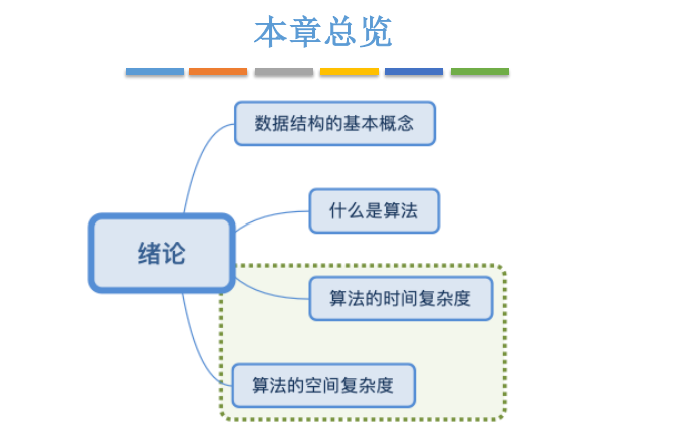 本章总览
数据结构的基本概念
什么是算法
绪论
算法的时间复杂度
算法的空间复杂度